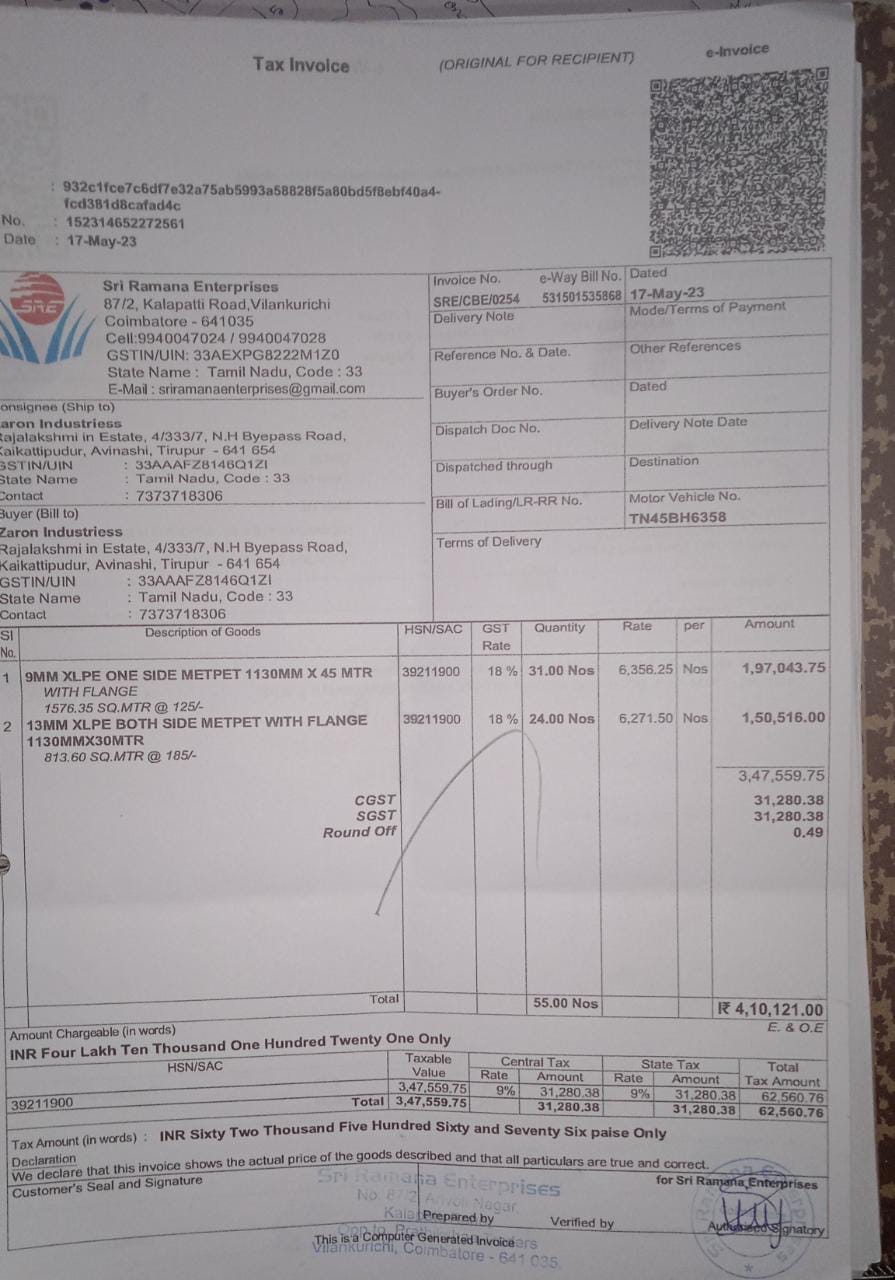 Tax Invoice (ORIGINAL FOR RECIPIENT) e-Invoice
: 932c1fce7c6df7e32a75ab5993a58828f5a80bd5f8ebf40a4-
fcd381d8cafad4c
No. : 152314652272561
Date : 17-May-23
SRE
Sri Ramana Enterprises
87/2, Kalapatti Road,Vilankurichi
Coimbatore - 641035
Cell:9940047024 / 9940047028
GSTIN/UIN: 33AEXPG8222M1Z0
State Name : Tamil Nadu, Code : 33
E-Mail : sriramanaenterprises@gmail.com
Invoice No. e-Way Bill No. Dated
SRE/CBE/0254 531501535868 17-May-23
Delivery Note Mode/Terms of Payment
Reference No. & Date. Other References
Buyer's Order No. Dated
Dispatch Doc No. Delivery Note Date
Dispatched through Destination
Bill of Lading/LR-RR No. Motor Vehicle No.
TN45BH6358
Terms of Delivery
onsignee (Ship to)
aron Industriess
Rajalakshmi in Estate, 4/333/7, N.H Byepass Road,
Kaikattipudur, Avinashi, Tirupur - 641 654
GSTIN/UIN : 33AAAFZ8146Q1ZI
State Name : Tamil Nadu, Code : 33
Contact : 7373718306
Buyer (Bill to)
Zaron Industriess
Rajalakshmi in Estate, 4/333/7, N.H Byepass Road,
Kaikattipudur, Avinashi, Tirupur - 641 654
GSTIN/UIN : 33AAAFZ8146Q1ZI
State Name : Tamil Nadu, Code : 33
Contact : 7373718306
SI No. Description of Goods HSN/SAC GST Rate Quantity Rate per Amount
1 9MM XLPE ONE SIDE METPET 1130MM X 45 MTR 39211900 18 % 31.00 Nos 6,356.25 Nos 1,97,043.75
WITH FLANGE
1576.35 SQ.MTR @ 125/-
2 13MM XLPE BOTH SIDE METPET WITH FLANGE 39211900 18 % 24.00 Nos 6,271.50 Nos 1,50,516.00
1130MMX30MTR
813.60 SQ.MTR @ 185/-
3,47,559.75
CGST 31,280.38
SGST 31,280.38
Round Off 0.49
Total 55.00 Nos I₹ 4,10,121.00
Amount Chargeable (in words) E. & O.E
INR Four Lakh Ten Thousand One Hundred Twenty One Only
HSN/SAC Taxable Value Central Tax State Tax Total Tax Amount
Rate Amount Rate Amount
39211900 3,47,559.75 9% 31,280.38 9% 31,280.38 62,560.76
Total 3,47,559.75 31,280.38 31,280.38 62,560.76
Tax Amount (in words) : INR Sixty Two Thousand Five Hundred Sixty and Seventy Six paise Only
Declaration
We declare that this invoice shows the actual price of the goods described and that all particulars are true and correct.
Customer's Seal and Signature for Sri Ramana Enterprises
Sri Ramana Enterprises
No. 87/2
Nagar,
Prepared by Verified by Authorised Signatory
This is a Computer Generated Invoice
Vilankurichi, Coimbatore - 641 035.